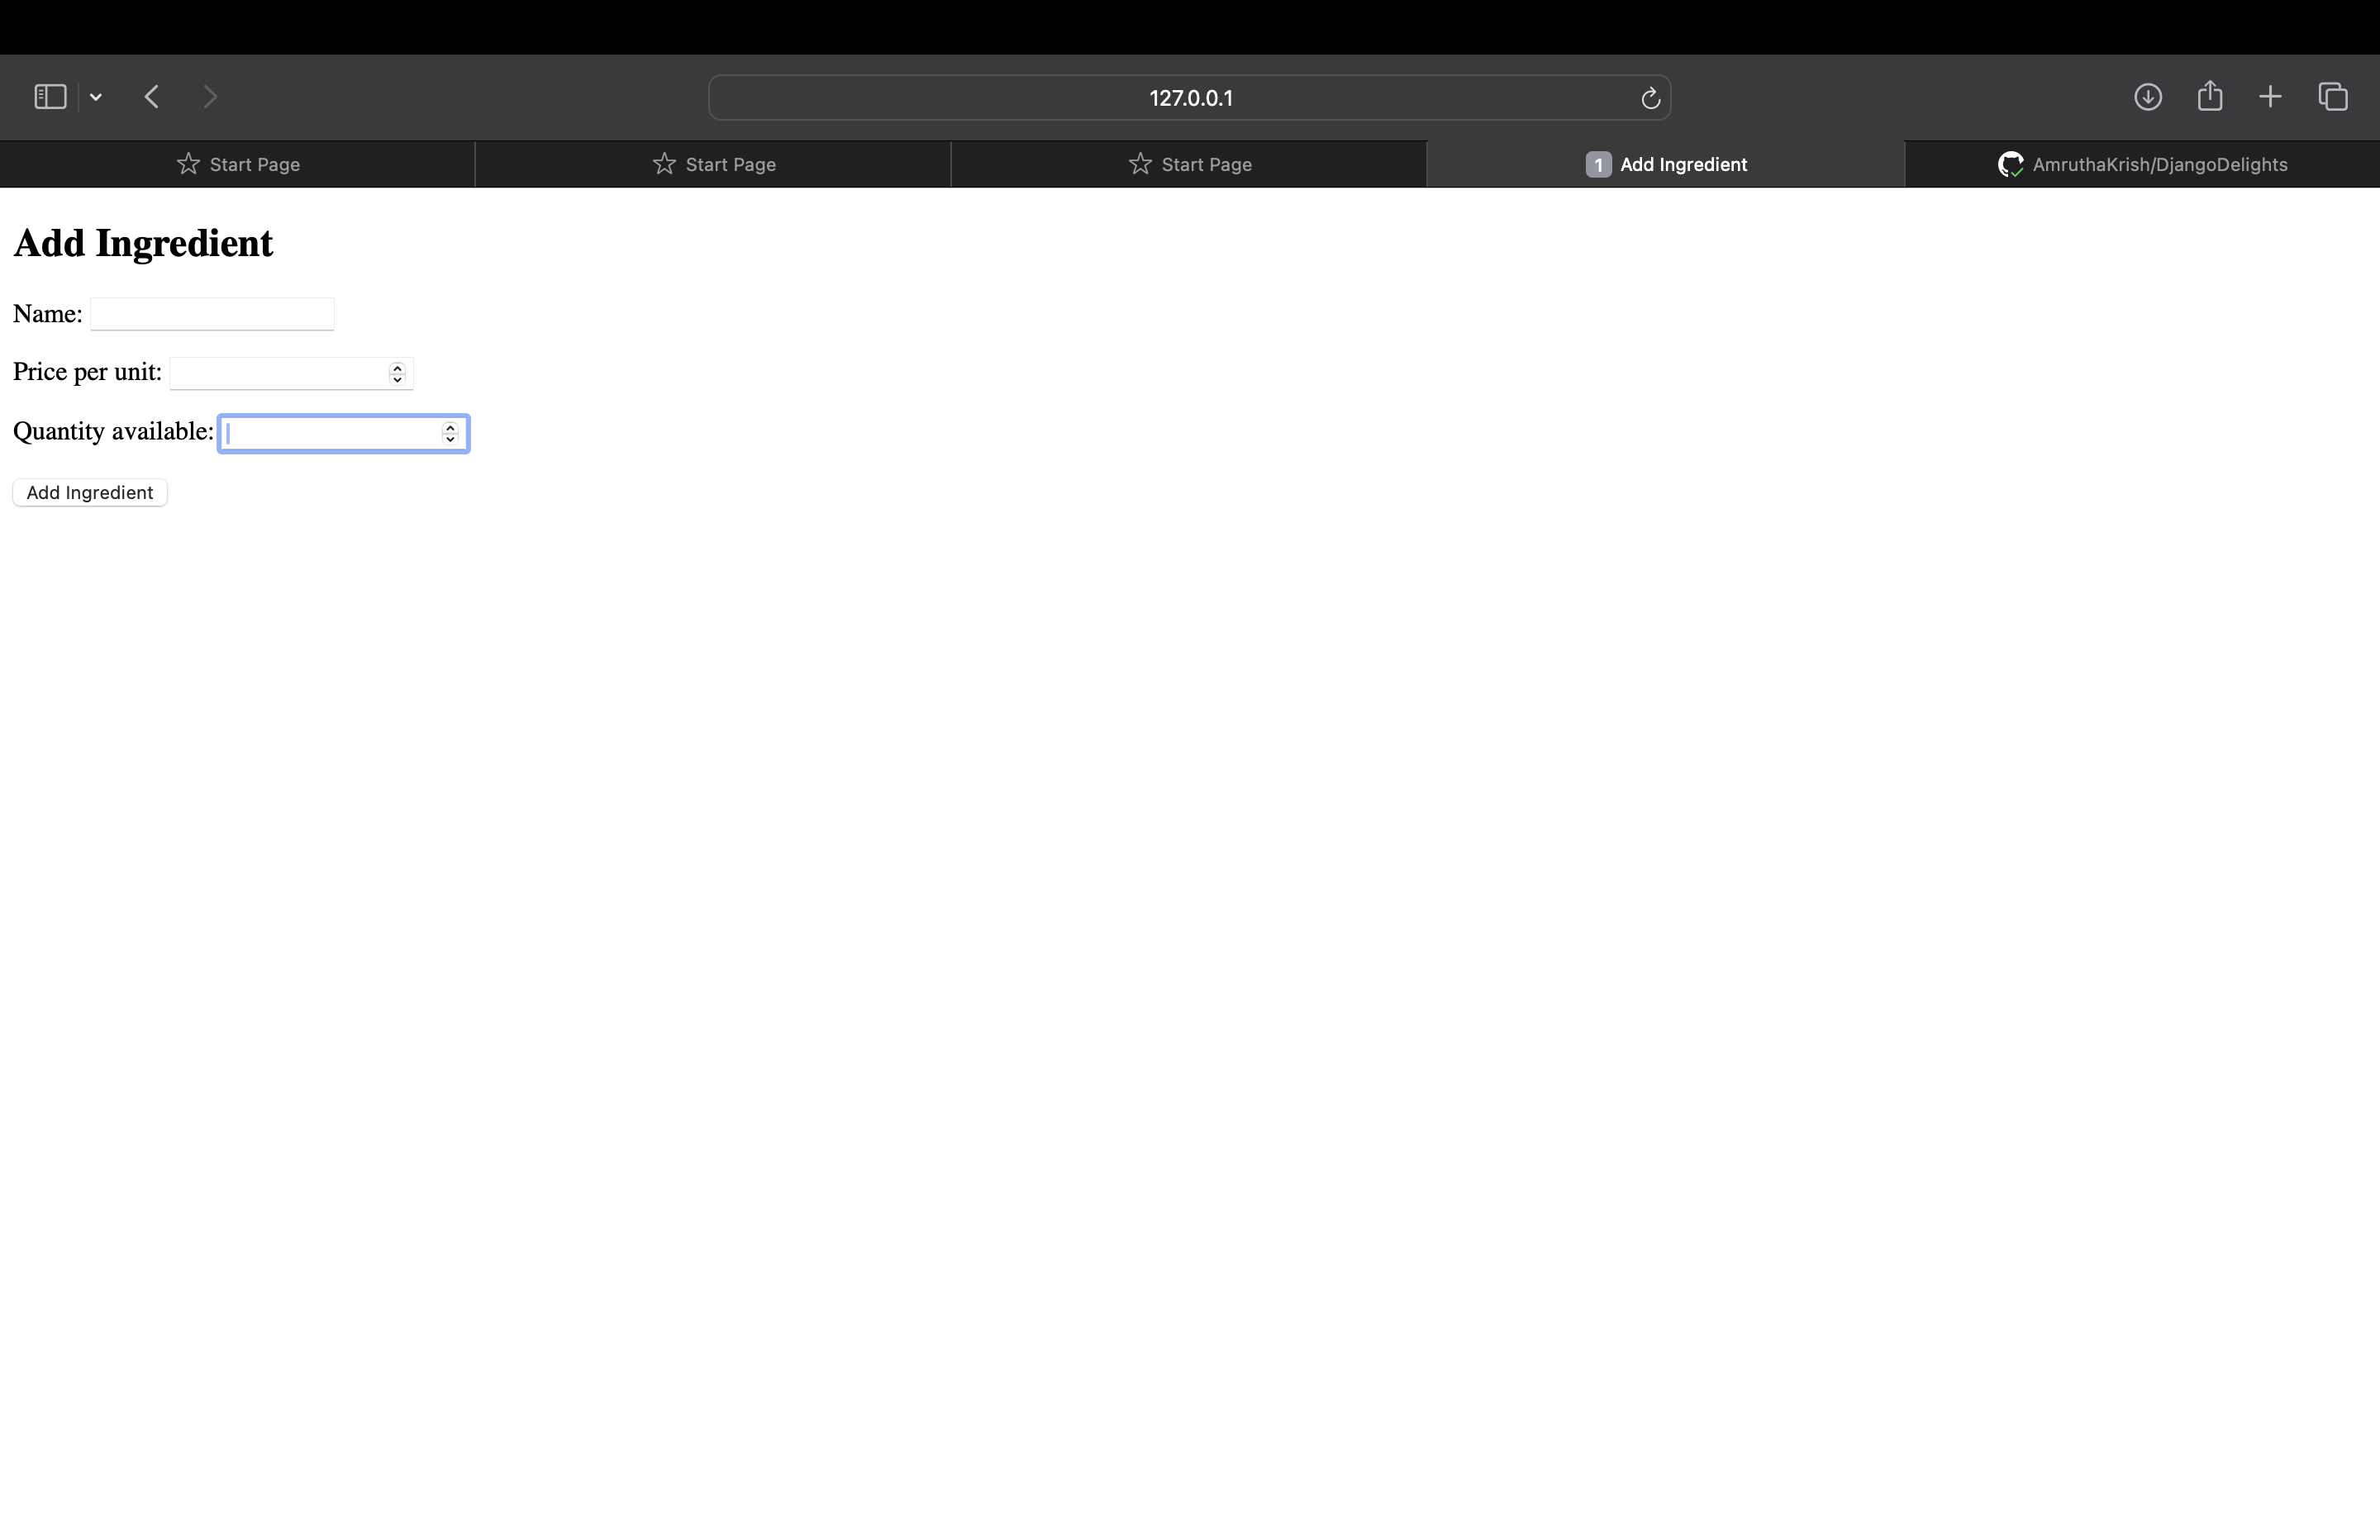 127.0.0.1
Start Page
Start Page
Start Page
1 Add Ingredient
AmruthaKrish/DjangoDelights
Add Ingredient
Name:
Price per unit:
Quantity available:
Add Ingredient